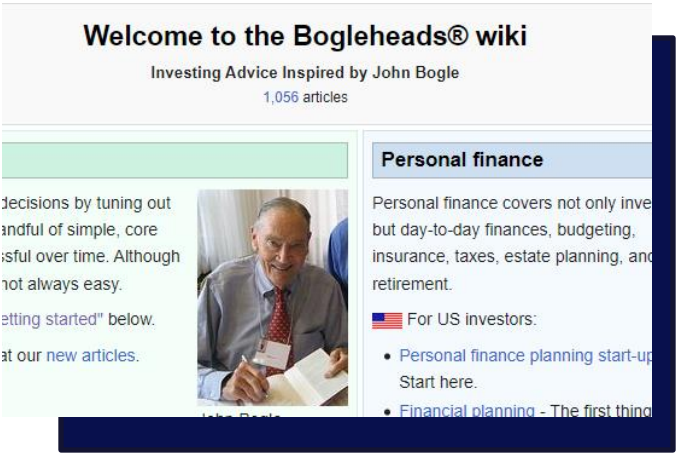 Welcome to the Bogleheads® wiki
Investing Advice Inspired by John Bogle
1,056 articles
decisions by tuning out
andful of simple, core
ssful over time. Although
not always easy.
etting started" below.
at our new articles.
John Bogle
Personal finance
Personal finance covers not only inve
but day-to-day finances, budgeting,
insurance, taxes, estate planning, and
retirement.
For US investors:
• Personal finance planning start-up
Start here.
• Financial planning - The first thing